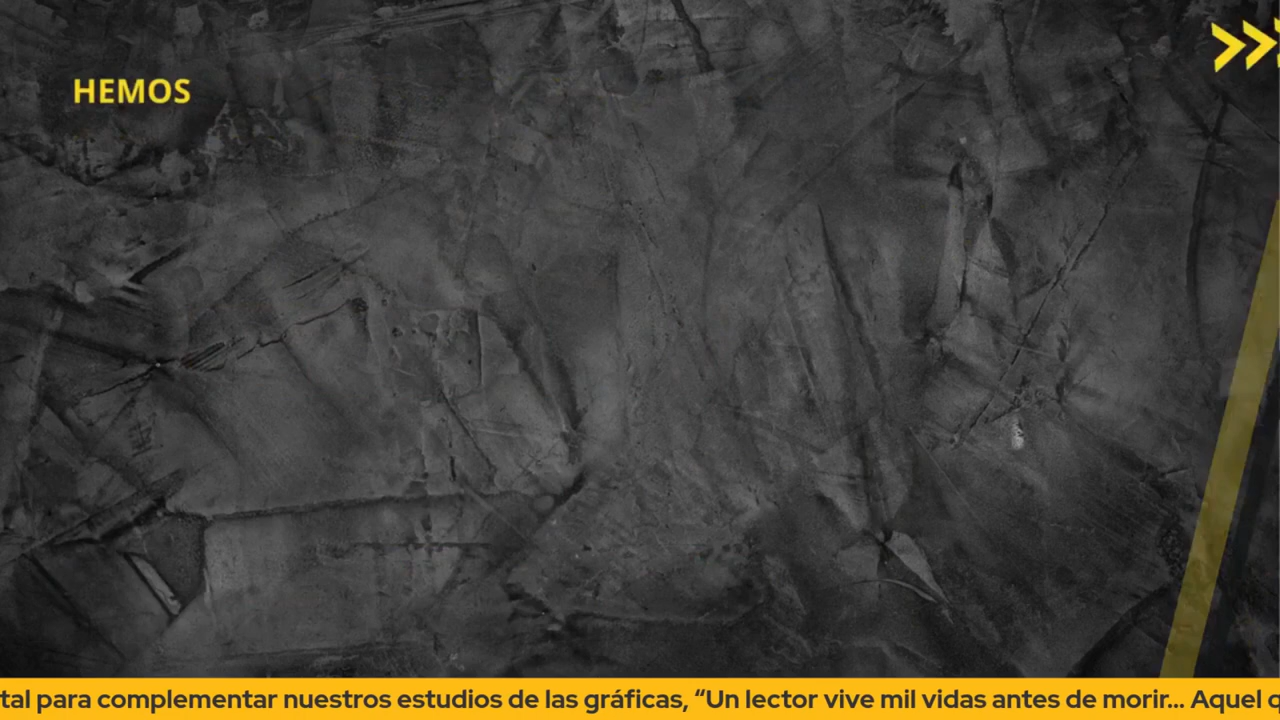 HEMOS
tal para complementar nuestros estudios de las gráficas, “Un lector vive mil vidas antes de morir... Aquel